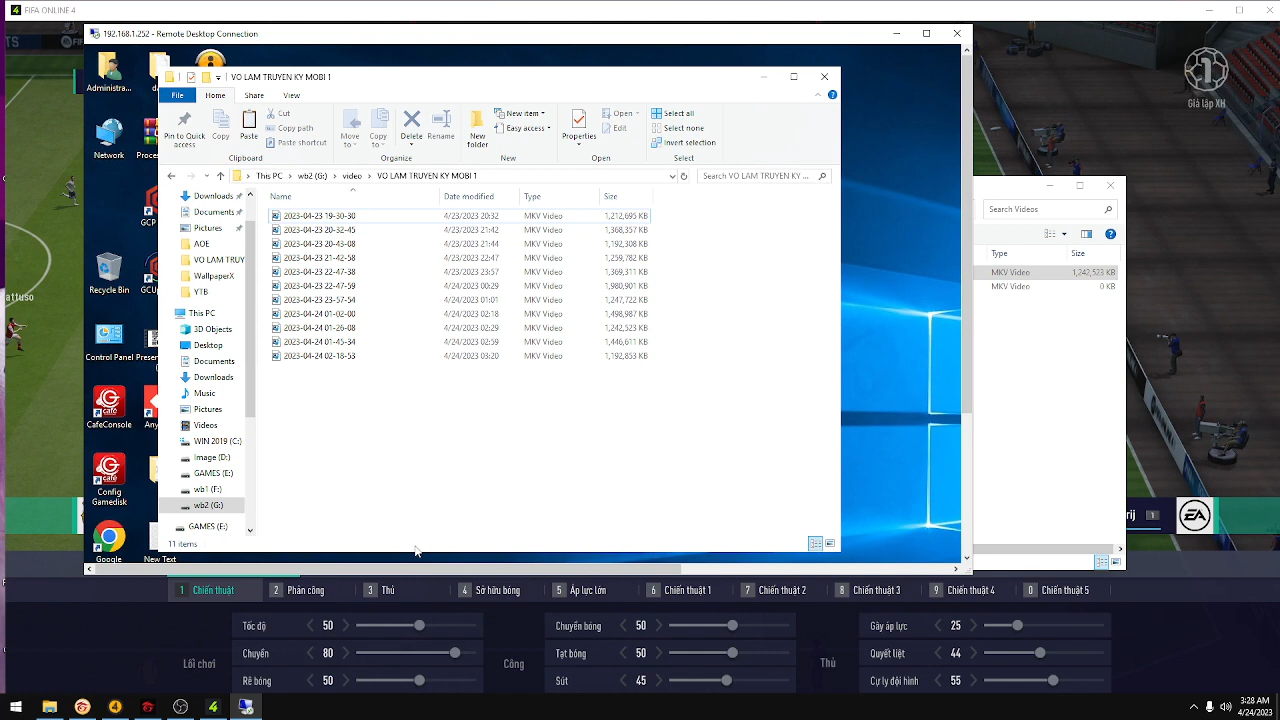 FIFA ONLINE 4
192.168.1.252 - Remote Desktop Connection
VO LAM TRUYEN KY MOBI 1
File Home Share View
Pin to Quick access
Copy
Paste
Cut
Copy path
Paste shortcut
Move to
Copy to
Delete
Rename
New folder
New item
Easy access
Properties
Open
Edit
Select all
Select none
Invert selection
Clipboard Organize New Open Select
This PC > wb2 (G:) > video > VO LAM TRUYEN KY MOBI 1
Search VO LAM TRUYEN KY ...
Name Date modified Type Size
2023-04-23 19-30-30 4/23/2023 20:32 MKV Video 1,212,695 KB
2023-04-23 20-32-45 4/23/2023 21:42 MKV Video 1,368,357 KB
2023-04-23 20-43-03 4/23/2023 21:44 MKV Video 1,192,308 KB
2023-04-23 21-42-58 4/23/2023 22:47 MKV Video 1,259,782 KB
2023-04-23 22-47-38 4/23/2023 23:57 MKV Video 1,369,311 KB
2023-04-23 22-47-59 4/24/2023 00:29 MKV Video 1,980,901 KB
2023-04-23 23-57-54 4/24/2023 01:01 MKV Video 1,247,722 KB
2023-04-24 01-02-00 4/24/2023 02:18 MKV Video 1,498,987 KB
2023-04-24 01-26-08 4/24/2023 02:29 MKV Video 1,242,523 KB
2023-04-24 01-45-34 4/24/2023 02:59 MKV Video 1,446,611 KB
2023-04-24 02-18-53 4/24/2023 03:20 MKV Video 1,192,853 KB
Downloads
Documents
Pictures
AOE
VO LAM TRUY
WallpaperX
YTB
This PC
3D Objects
Desktop
Documents
Downloads
Music
Pictures
Videos
WIN 2019 (C:)
Image (D:)
GAMES (E:)
wb1 (F:)
wb2 (G:)
GAMES (E:)
11 items
Administra...
Network
Proce
Recycle Bin
GCP
GCU
Control Panel
Presen
CafeConsole
Any
Config Gamedisk
Google
New Text
Giả lập XH
Search Videos
Type Size
MKV Video 1,242,523 KB
MKV Video 0 KB
attuso
rij 1
EA
1 Chiến thuật
2 Phân công
3 Thủ
4 Sở hữu bóng
5 Áp lực lớn
6 Chiến thuật 1
7 Chiến thuật 2
8 Chiến thuật 3
9 Chiến thuật 4
0 Chiến thuật 5
Lối chơi
Tốc độ 50
Chuyền 80
Rê bóng 50
Công
Chuyền bóng 50
Tạt bóng 50
Sút 45
Thủ
Gây áp lực 25
Quyết liệt 44
Cự ly đội hình 55
3:28 AM
4/24/2023